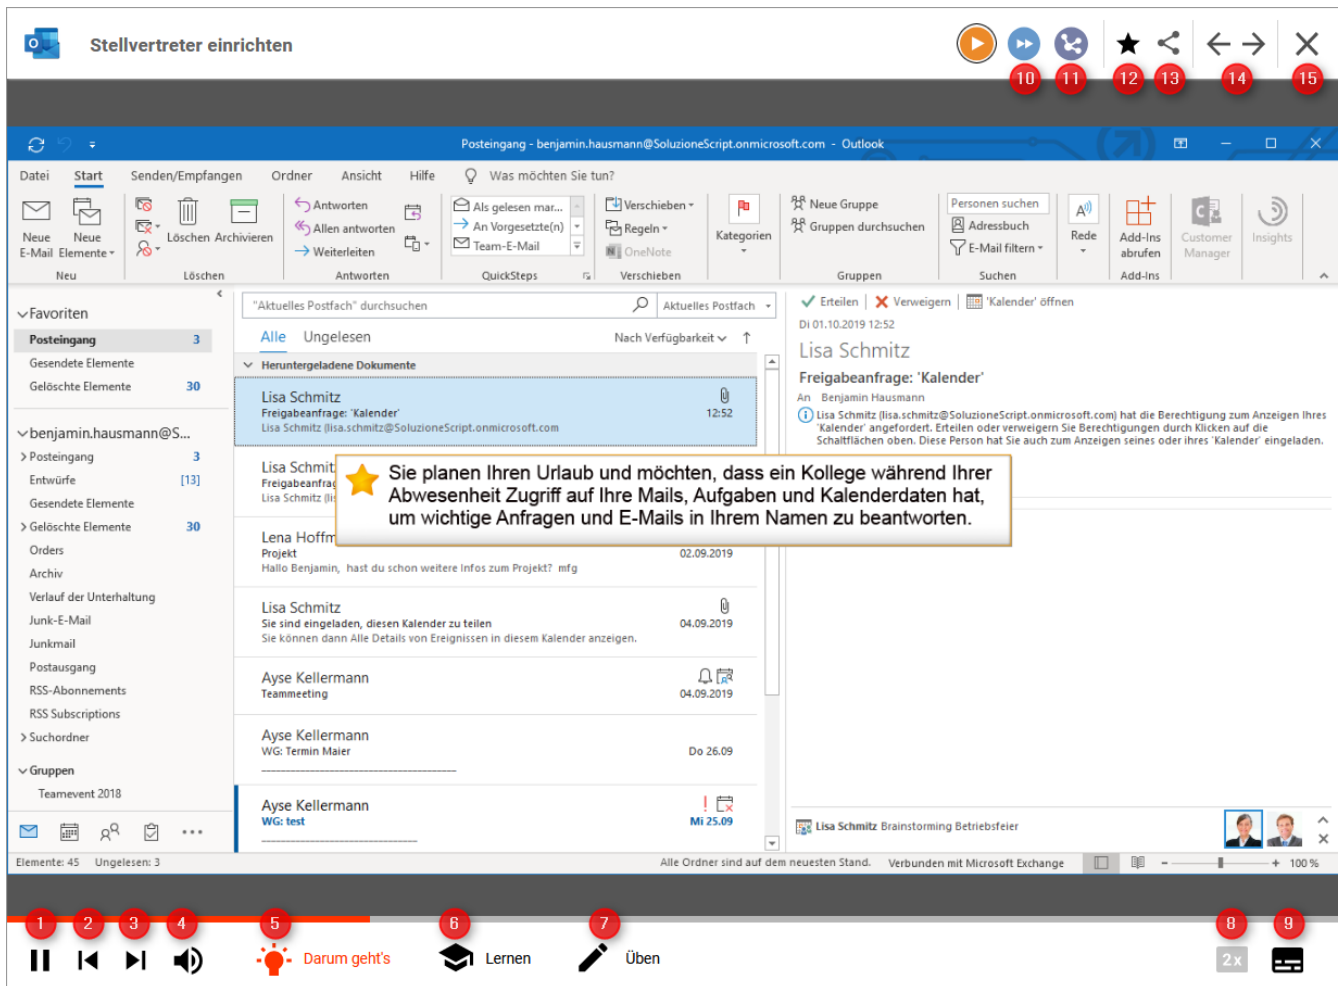 Stellvertreter einrichten
10 11 12 13 14 15
Posteingang - benjamin.hausmann@SoluzioneScript.onmicrosoft.com - Outlook
Datei Start Senden/Empfangen Ordner Ansicht Hilfe Was möchten Sie tun?
Neue E-Mail
Neue Elemente
Neu
Löschen Archivieren
Löschen
Antworten
Allen antworten
Weiterleiten
Antworten
Als gelesen mar...
An Vorgesetzte(n)
Team-E-Mail
QuickSteps
Verschieben
Regeln
OneNote
Verschieben
Kategorien
Neue Gruppe
Gruppen durchsuchen
Gruppen
Personen suchen
Adressbuch
E-Mail filtern
Suchen
Rede
Add-Ins abrufen
Add-Ins
Customer Manager
Insights
Favoriten
Posteingang 3
Gesendete Elemente
Gelöschte Elemente 30
benjamin.hausmann@S...
Posteingang 3
Entwürfe [13]
Gesendete Elemente
Gelöschte Elemente 30
Orders
Archiv
Verlauf der Unterhaltung
Junk-E-Mail
Junkmail
Postausgang
RSS-Abonnements
RSS Subscriptions
Suchordner
Gruppen
Teamevent 2018
"Aktuelles Postfach" durchsuchen Aktuelles Postfach
Alle Ungelesen Nach Verfügbarkeit
Heruntergeladene Dokumente
Lisa Schmitz
Freigabeanfrage: 'Kalender' 12:52
Lisa Schmitz (lisa.schmitz@SoluzioneScript.onmicrosoft.com
Lisa Schmit
Freigabeanfrag
Lisa Schmitz (lis
Sie planen Ihren Urlaub und möchten, dass ein Kollege während Ihrer
Abwesenheit Zugriff auf Ihre Mails, Aufgaben und Kalenderdaten hat,
um wichtige Anfragen und E-Mails in Ihrem Namen zu beantworten.
Lena Hoffm
Projekt 02.09.2019
Hallo Benjamin, hast du schon weitere Infos zum Projekt? mfg
Lisa Schmitz
Sie sind eingeladen, diesen Kalender zu teilen 04.09.2019
Sie können dann Alle Details von Ereignissen in diesem Kalender anzeigen.
Ayse Kellermann
Teammeeting 04.09.2019
Ayse Kellermann
WG: Termin Maier Do 26.09
Ayse Kellermann
WG: test Mi 25.09
Erteilen Verweigern 'Kalender' öffnen
Di 01.10.2019 12:52
Lisa Schmitz
Freigabeanfrage: 'Kalender'
An Benjamin Hausmann
Lisa Schmitz (lisa.schmitz@SoluzioneScript.onmicrosoft.com) hat die Berechtigung zum Anzeigen Ihres
'Kalender' angefordert. Erteilen oder verweigern Sie Berechtigungen durch Klicken auf die
Schaltflächen oben. Diese Person hat Sie auch zum Anzeigen seines oder ihres 'Kalender' eingeladen.
Lisa Schmitz Brainstorming Betriebsfeier
Elemente: 45 Ungelesen: 3 Alle Ordner sind auf dem neuesten Stand. Verbunden mit Microsoft Exchange 100 %
1 2 3 4 5 6 7 8 9
Darum geht's Lernen Üben 2x